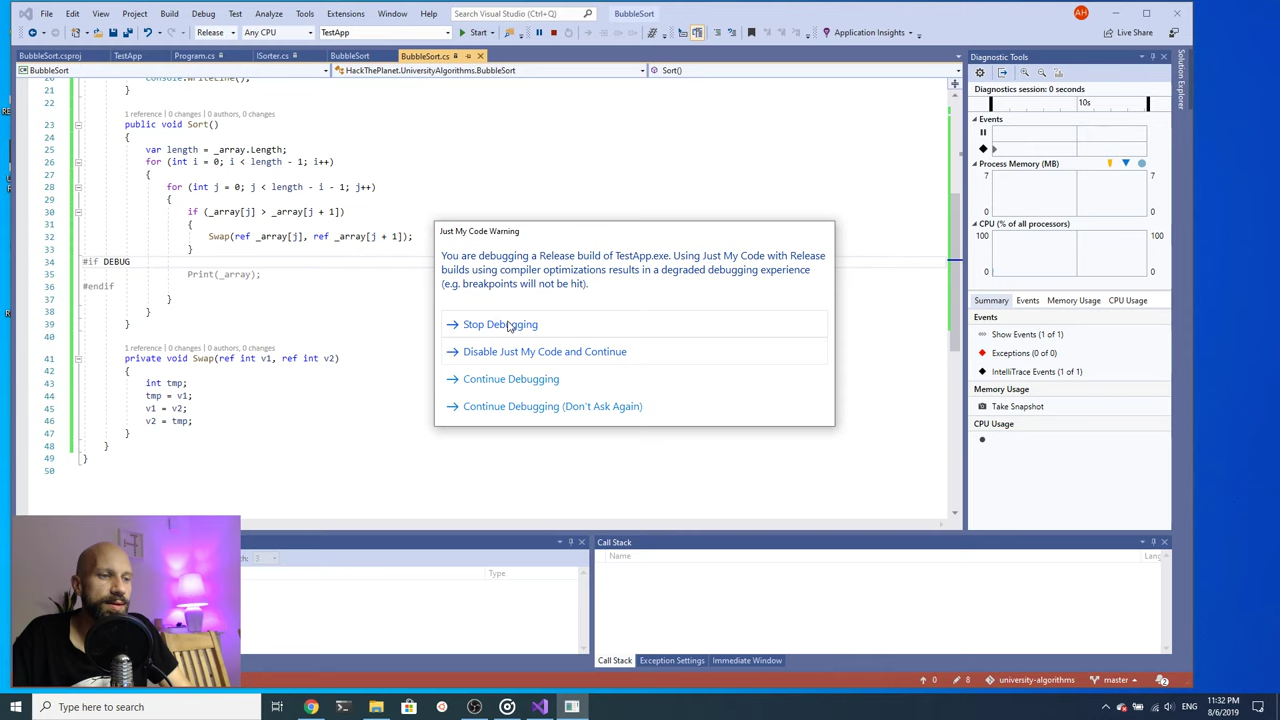 File Edit View Project Build Debug Test Analyze Tools Extensions Window Help Search Visual Studio (Ctrl+Q) BubbleSort AH
Release Any CPU TestApp Start Application Insights Live Share
BubbleSort.csproj TestApp Program.cs ISorter.cs BubbleSort BubbleSort.cs
BubbleSort HackThePlanet.UniversityAlgorithms.BubbleSort Sort()
20 Console.WriteLine();
21 }
22
1 reference | 0 changes | 0 authors, 0 changes
23 public void Sort()
24 {
25 var length = _array.Length;
26 for (int i = 0; i < length - 1; i++)
27 {
28 for (int j = 0; j < length - i - 1; j++)
29 {
30 if (_array[j] > _array[j + 1])
31 {
32 Swap(ref _array[j], ref _array[j + 1]);
33 }
34 #if DEBUG
35 Print(_array);
36 #endif
37 }
38 }
39 }
40
1 reference | 0 changes | 0 authors, 0 changes
41 private void Swap(ref int v1, ref int v2)
42 {
43 int tmp;
44 tmp = v1;
45 v1 = v2;
46 v2 = tmp;
47 }
48 }
49 }
50
Just My Code Warning
You are debugging a Release build of TestApp.exe. Using Just My Code with Release
builds using compiler optimizations results in a degraded debugging experience
(e.g. breakpoints will not be hit).
Stop Debugging
Disable Just My Code and Continue
Continue Debugging
Continue Debugging (Don't Ask Again)
Diagnostic Tools
Diagnostics session: 0 seconds
10s
Events
Process Memory (MB)
7 7
0 0
CPU (% of all processors)
100 100
0 0
Summary Events Memory Usage CPU Usage
Events
Show Events (1 of 1)
Exceptions (0 of 0)
IntelliTrace Events (1 of 1)
Memory Usage
Take Snapshot
CPU Usage
Solution Explorer
3
Type
Call Stack
Name Lang
Call Stack Exception Settings Immediate Window
0 8 university-algorithms master 2
Type here to search
11:32 PM
8/6/2019